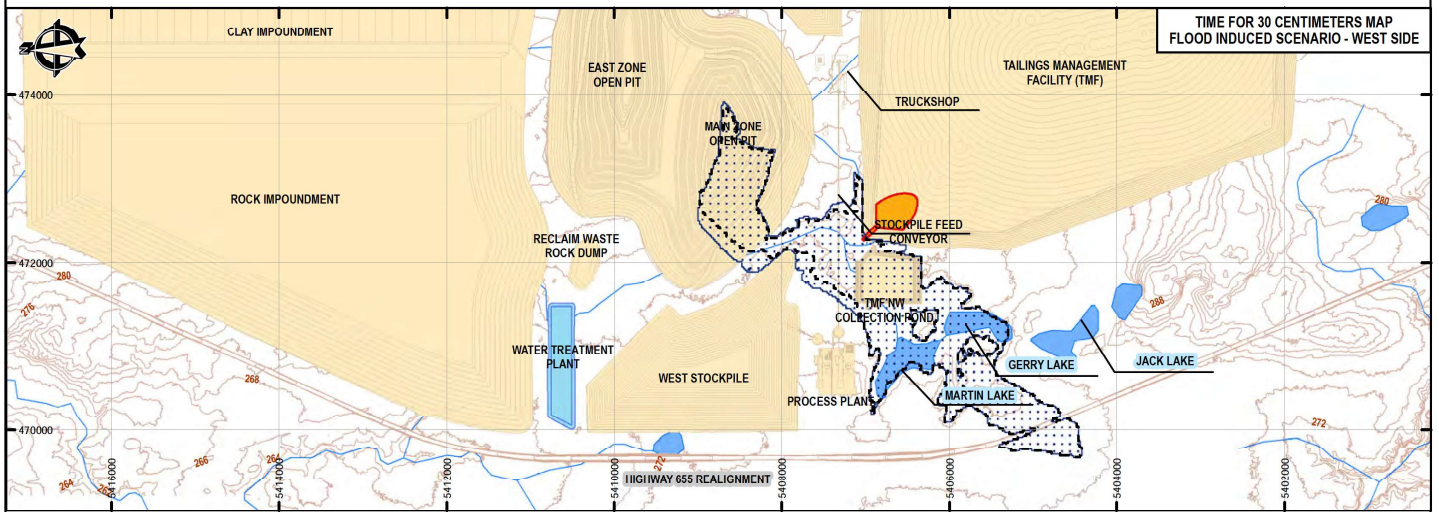 TIME FOR 30 CENTIMETERS MAP
FLOOD INDUCED SCENARIO - WEST SIDE
CLAY IMPOUNDMENT
EAST ZONE
OPEN PIT
TAILINGS MANAGEMENT
FACILITY (TMF)
474000
TRUCKSHOP
MAIN ZONE
OPEN PIT
ROCK IMPOUNDMENT
280
STOCKPILE FEED
CONVEYOR
RECLAIM WASTE
ROCK DUMP
472000
280
276
288
TMF NW
COLLECTION POND
WATER TREATMENT
PLANT
GERRY LAKE
JACK LAKE
268
WEST STOCKPILE
PROCESS PLANT
MARTIN LAKE
470000
272
266
264
272
264
262
HIGHWAY 655 REALIGNMENT
5416000
5414000
5412000
5410000
5408000
5406000
5404000
5402000